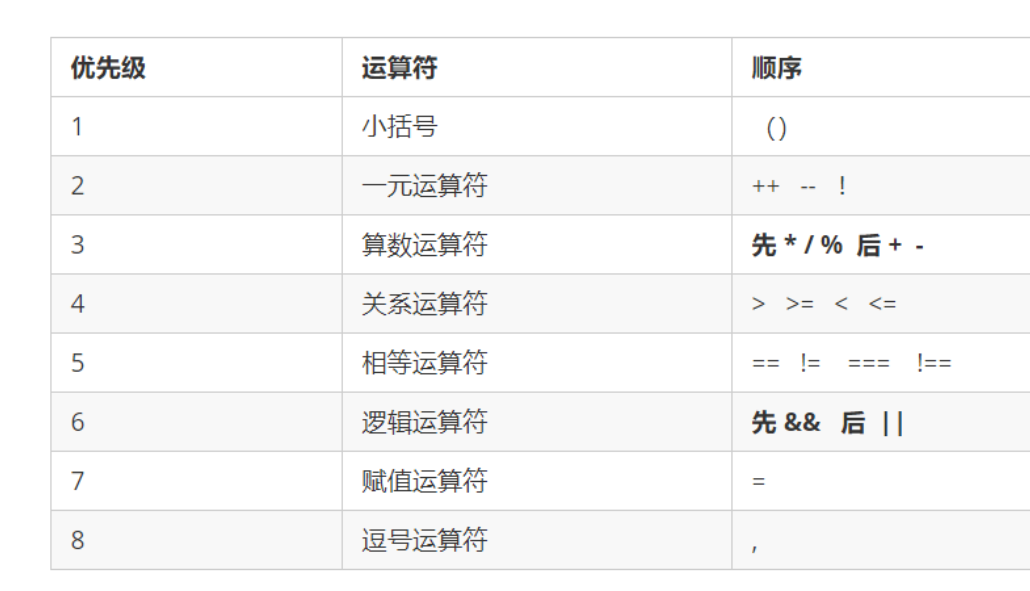 优先级 运算符 顺序
1 小括号 ()
2 一元运算符 ++ -- !
3 算数运算符 先 * / % 后 + -
4 关系运算符 > >= < <=
5 相等运算符 == != === !==
6 逻辑运算符 先 && 后 ||
7 赋值运算符 =
8 逗号运算符 ,